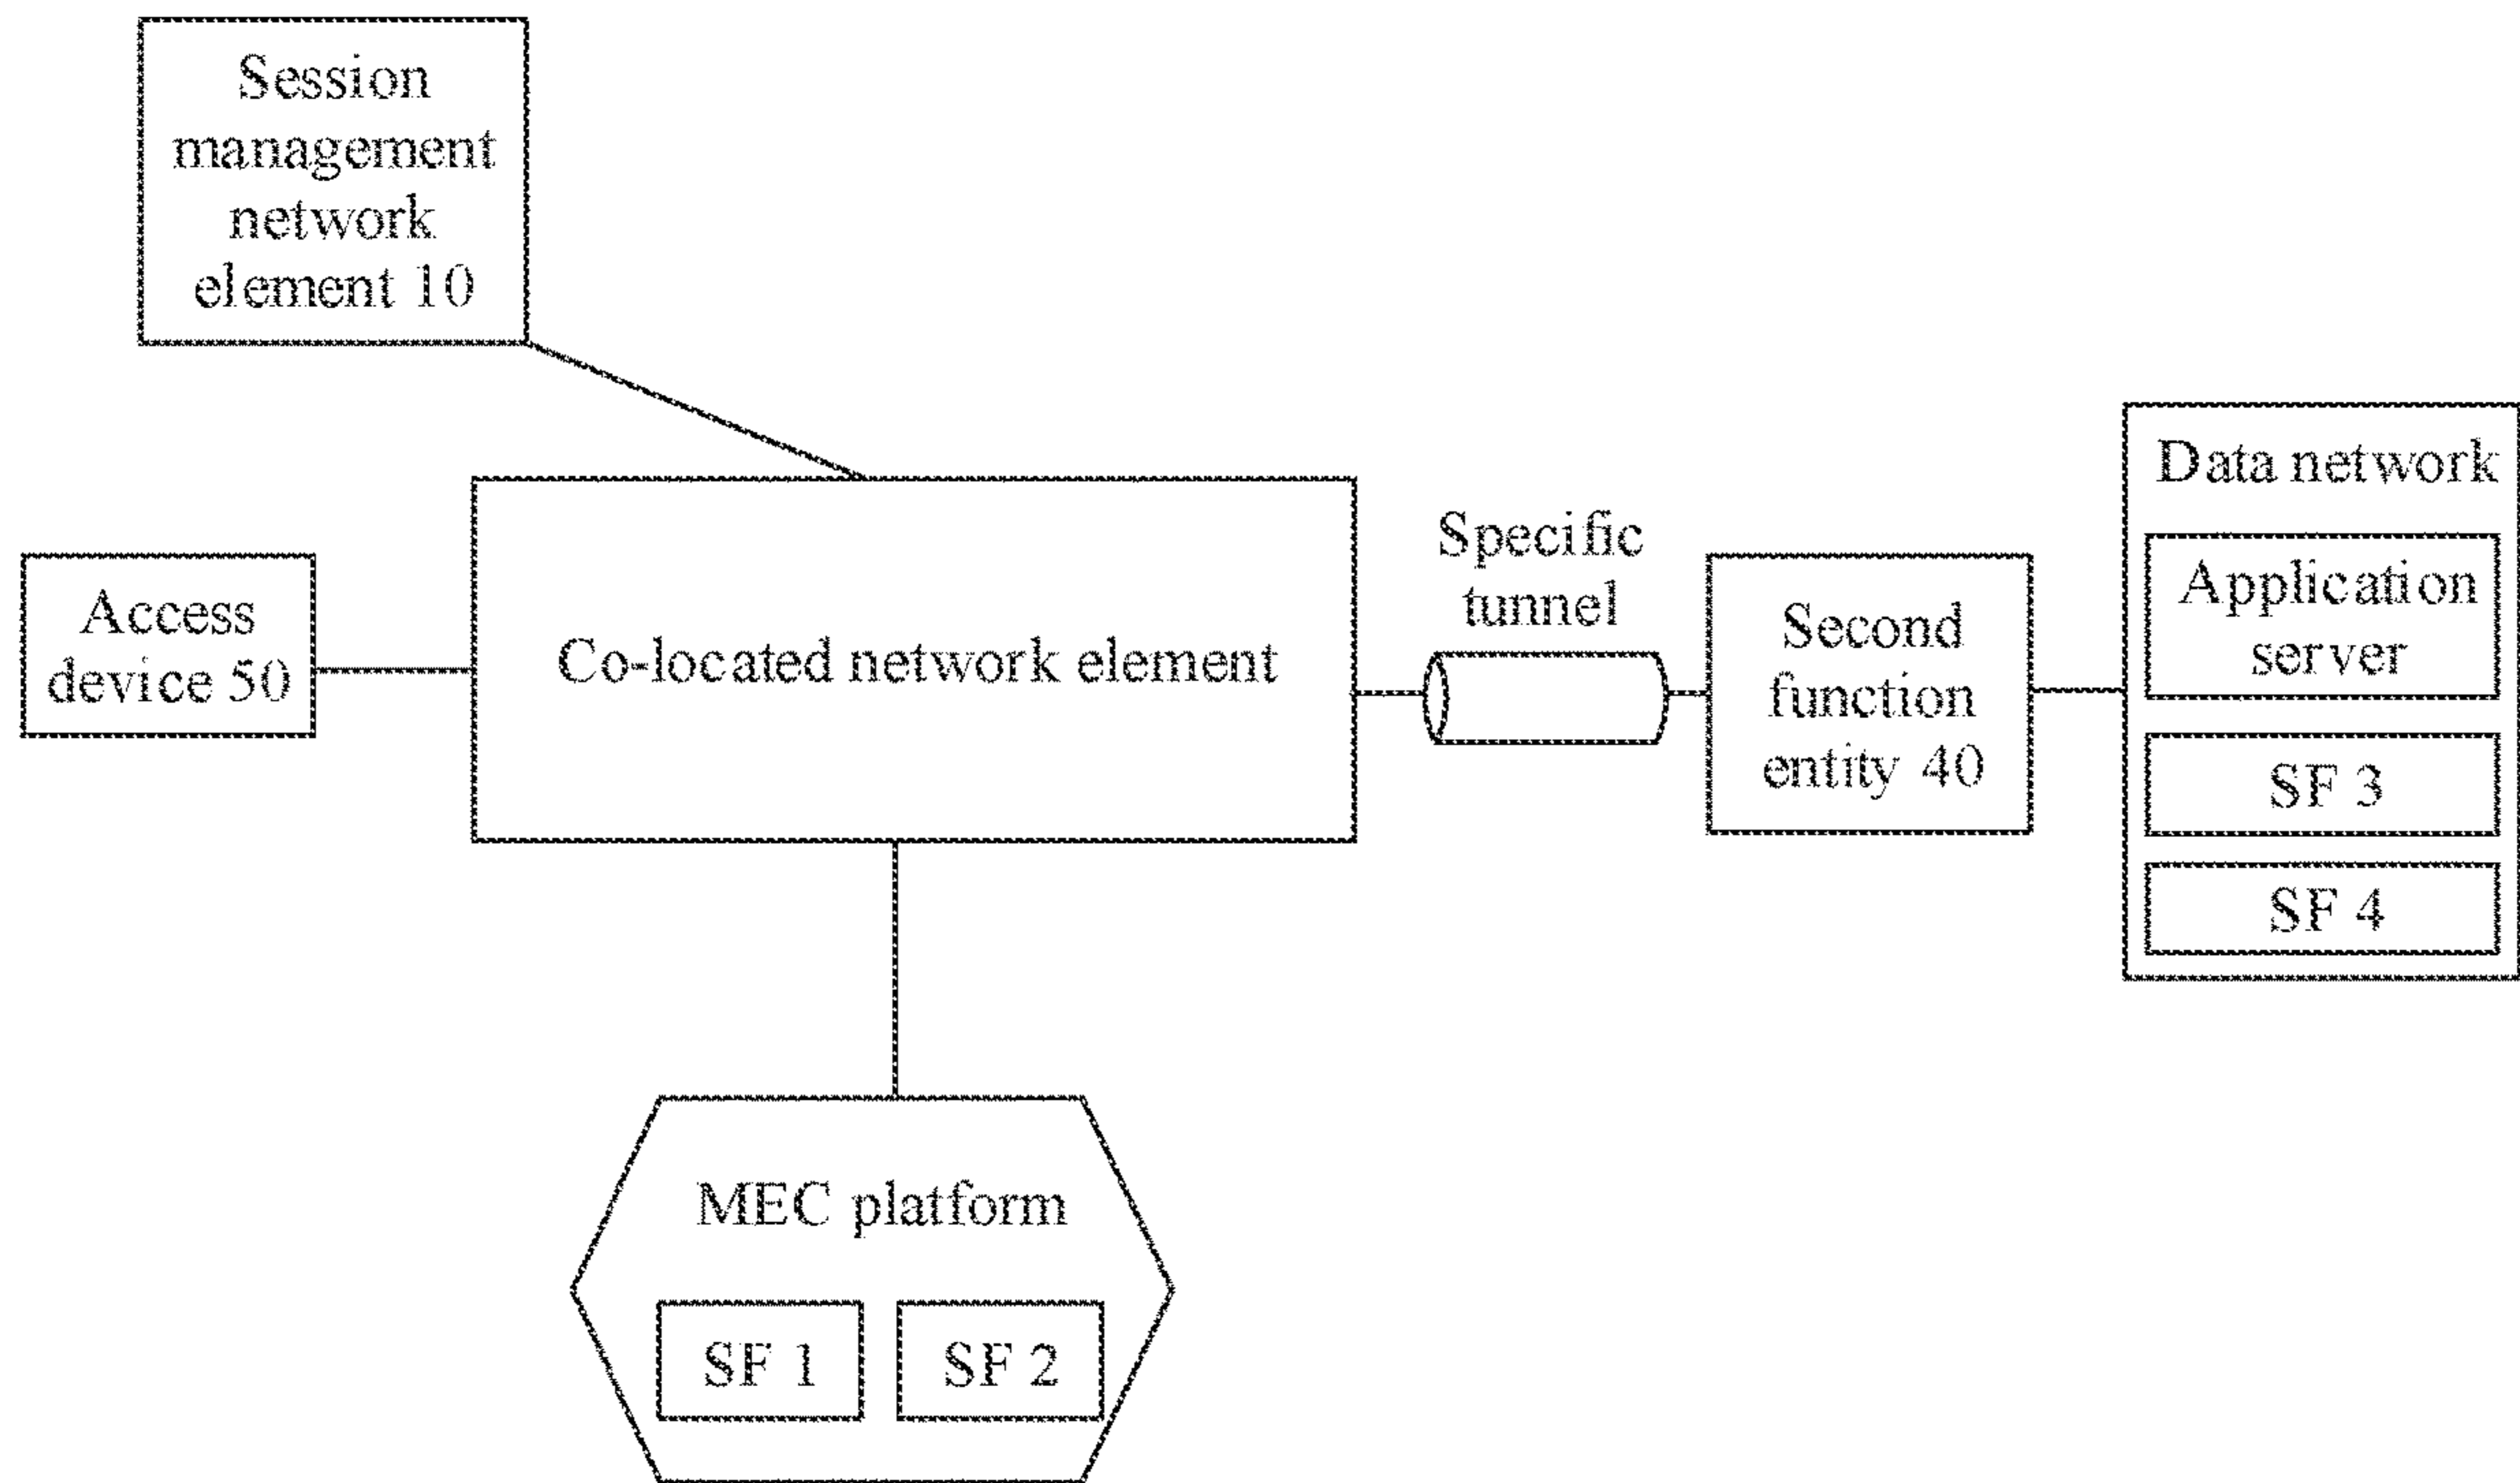 Session
management
network
element 10
Access
device 50
Co-located network element
Specific
tunnel
Second
function
entity 40
Data network
Application
server
SF 3
SF 4
MEC platform
SF 1
SF 2